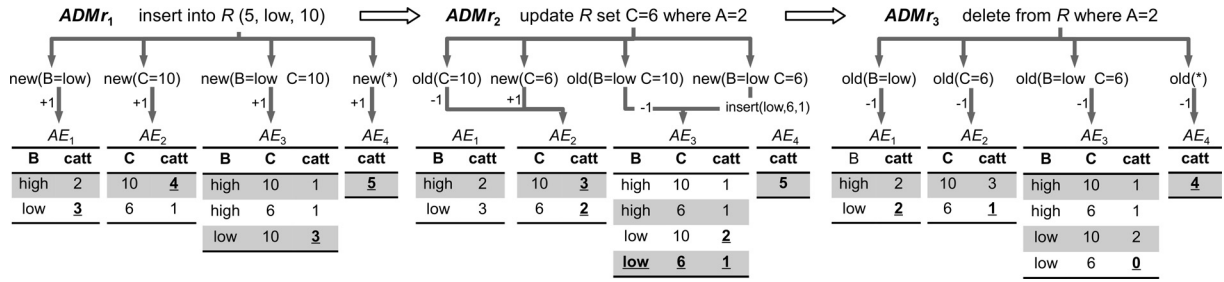 ADMr1 insert into R (5, low, 10) ADMr2 update R set C=6 where A=2 ADMr3 delete from R where A=2
new(B=low) new(C=10) new(B=low C=10) new(*) old(C=10) new(C=6) old(B=low C=10) new(B=low C=6) old(B=low) old(C=6) old(B=low C=6) old(*)
+1 +1 +1 +1 -1 +1 -1 insert(low,6,1) -1 -1 -1 -1
AE1 AE2 AE3 AE4 AE1 AE2 AE3 AE4 AE1 AE2 AE3 AE4
B catt C catt B C catt catt B catt C catt B C catt catt B catt C catt B C catt catt
high 2 10 4 high 10 1 5 high 2 10 3 high 10 1 5 high 2 10 3 high 10 1 4
low 3 6 1 high 6 1 low 3 6 2 high 6 1 low 2 6 1 high 6 1
low 10 3 low 10 2 low 10 2
low 6 1 low 6 0